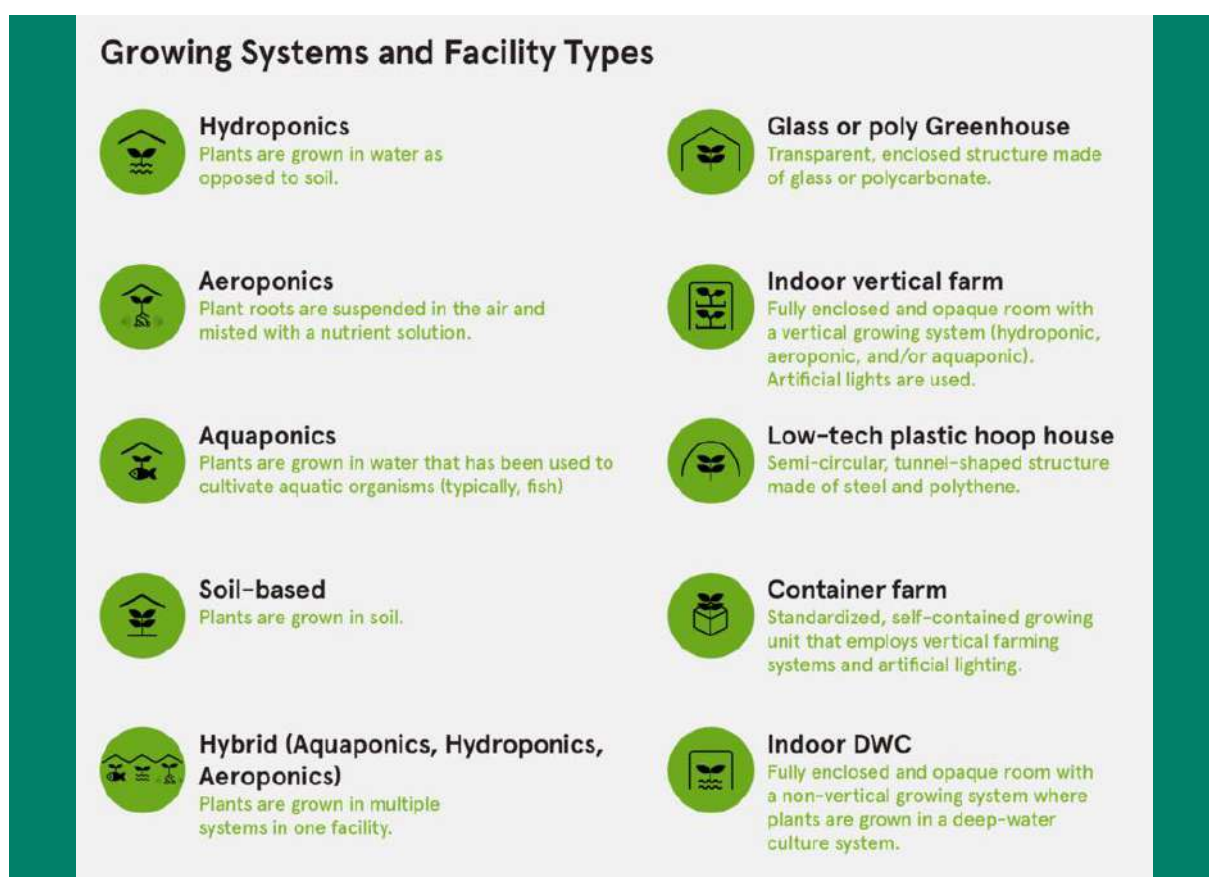 Growing Systems and Facility Types
Hydroponics
Plants are grown in water as
opposed to soil.
Aeroponics
Plant roots are suspended in the air and
misted with a nutrient solution.
Aquaponics
Plants are grown in water that has been used to
cultivate aquatic organisms (typically, fish)
Soil-based
Plants are grown in soil.
Hybrid (Aquaponics, Hydroponics,
Aeroponics)
Plants are grown in multiple
systems in one facility.
Glass or poly Greenhouse
Transparent, enclosed structure made
of glass or polycarbonate.
Indoor vertical farm
Fully enclosed and opaque room with
a vertical growing system (hydroponic,
aeroponic, and/or aquaponic).
Artificial lights are used.
Low-tech plastic hoop house
Semi-circular, tunnel-shaped structure
made of steel and polythene.
Container farm
Standardized, self-contained growing
unit that employs vertical farming
systems and artificial lighting.
Indoor DWC
Fully enclosed and opaque room with
a non-vertical growing system where
plants are grown in a deep-water
culture system.